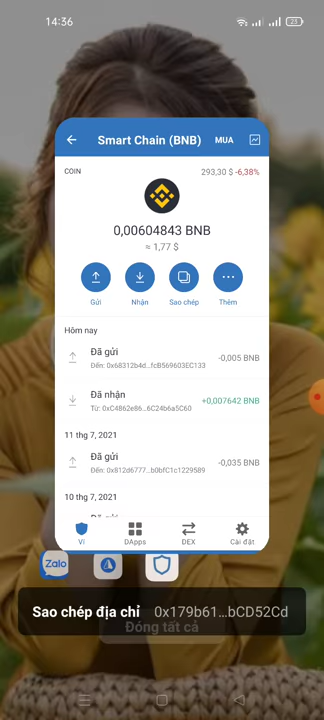 14:36
23
Smart Chain (BNB)
MUA
COIN
293,30 $ -6,38%
0,00604843 BNB
≈ 1,77 $
Gửi
Nhận
Sao chép
Thêm
Hôm nay
Đã gửi
-0,005 BNB
Đến: 0x68312b4d...fcB569603EC133
Đã nhận
+0,007642 BNB
Từ: 0xC4862e86...6C24b6a5C60
11 thg 7, 2021
Đã gửi
-0,035 BNB
Đến: 0x812d6777...b0bfC1c1229589
10 thg 7, 2021
Ví
DApps
DEX
Cài đặt
Zalo
Sao chép địa chỉ 0x179b61...bCD52Cd
Đóng tất cả